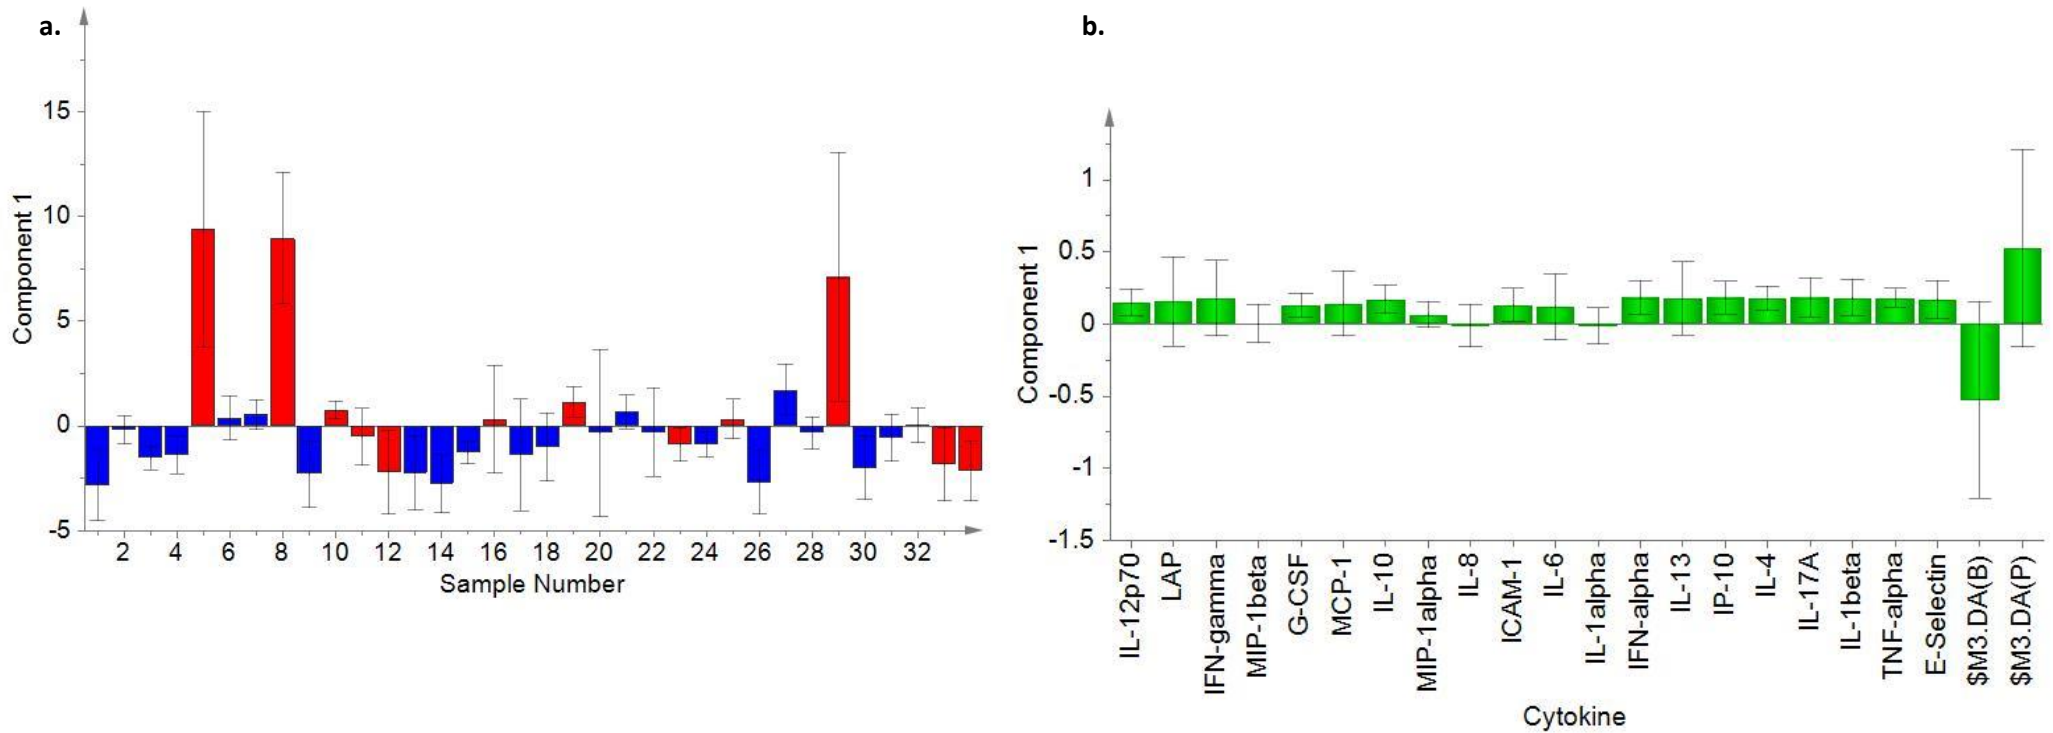 a.
Component 1
15
10
5
0
-5
2 4 6 8 10 12 14 16 18 20 22 24 26 28 30 32
Sample Number
b.
Component 1
1
0.5
0
-0.5
-1
-1.5
IL-12p70
LAP
IFN-gamma
MIP-1beta
G-CSF
MCP-1
IL-10
MIP-1alpha
IL-8
ICAM-1
IL-6
IL-1alpha
IFN-alpha
IL-13
IP-10
IL-4
IL-17A
IL-1beta
TNF-alpha
E-Selectin
$M3.DA(B)
$M3.DA(P)
Cytokine